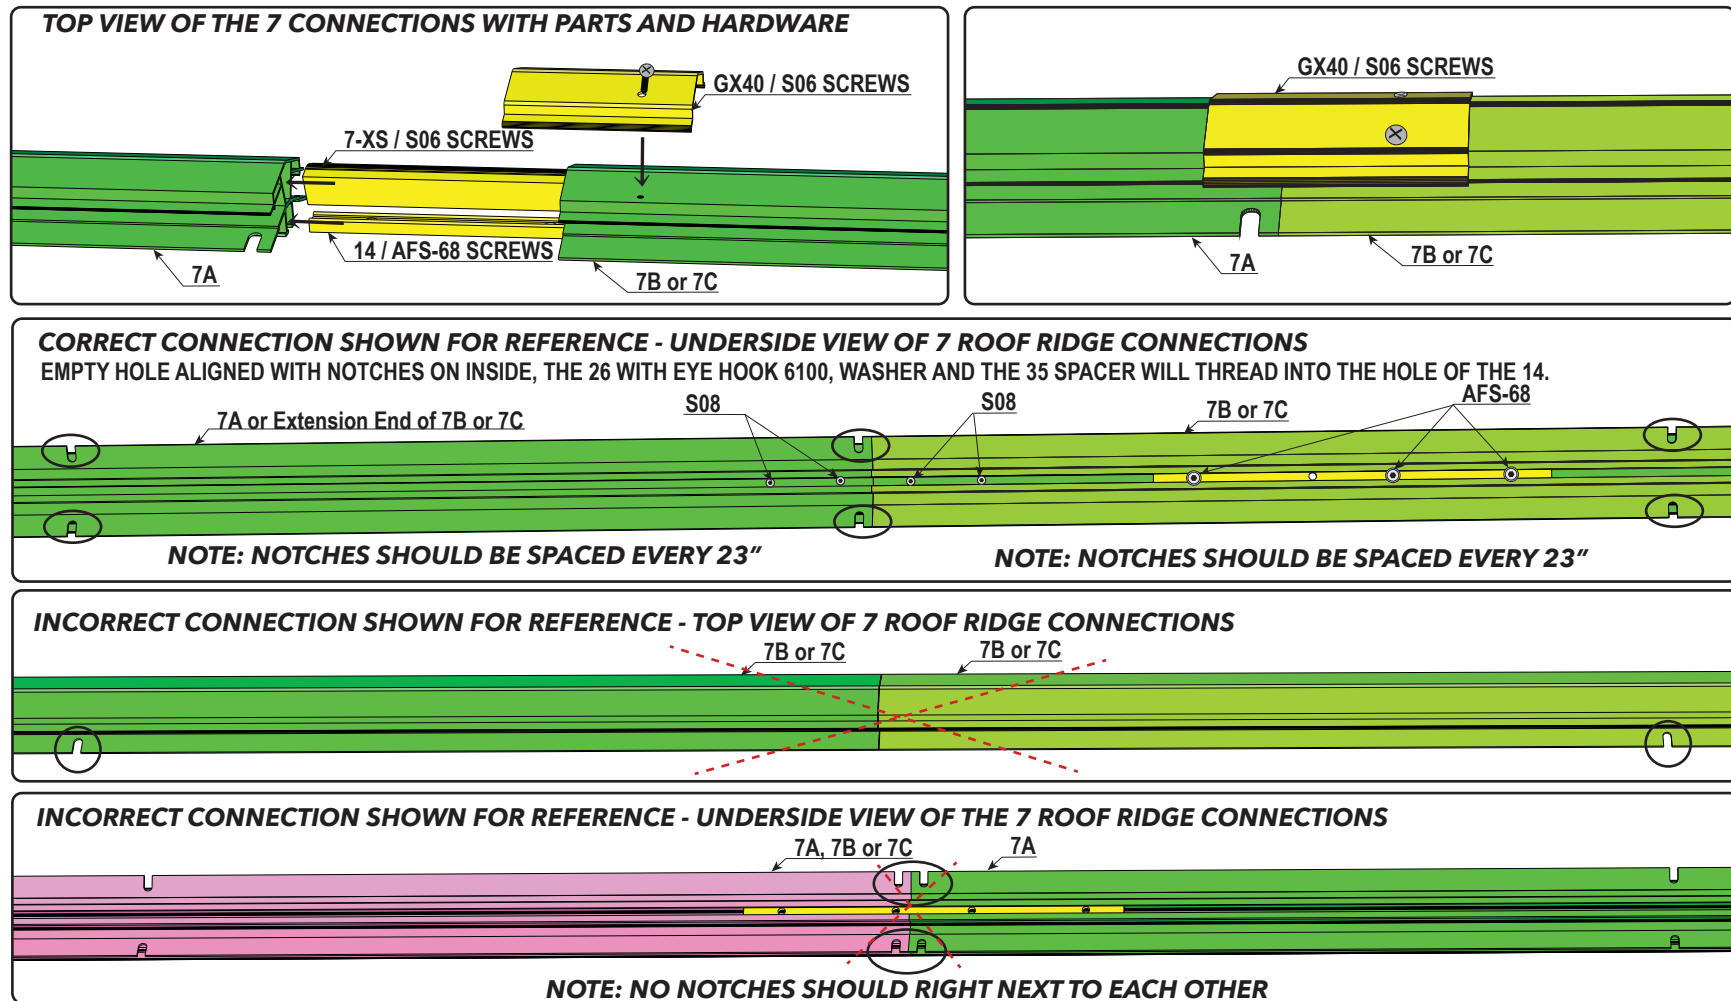 TOP VIEW OF THE 7 CONNECTIONS WITH PARTS AND HARDWARE
GX40 / S06 SCREWS
7-XS / S06 SCREWS
14 / AFS-68 SCREWS
7A
7B or 7C
GX40 / S06 SCREWS
7A
7B or 7C
CORRECT CONNECTION SHOWN FOR REFERENCE - UNDERSIDE VIEW OF 7 ROOF RIDGE CONNECTIONS
EMPTY HOLE ALIGNED WITH NOTCHES ON INSIDE, THE 26 WITH EYE HOOK 6100, WASHER AND THE 35 SPACER WILL THREAD INTO THE HOLE OF THE 14.
7A or Extension End of 7B or 7C
S08
S08
7B or 7C
AFS-68
NOTE: NOTCHES SHOULD BE SPACED EVERY 23”
NOTE: NOTCHES SHOULD BE SPACED EVERY 23”
INCORRECT CONNECTION SHOWN FOR REFERENCE - TOP VIEW OF 7 ROOF RIDGE CONNECTIONS
7B or 7C
7B or 7C
INCORRECT CONNECTION SHOWN FOR REFERENCE - UNDERSIDE VIEW OF THE 7 ROOF RIDGE CONNECTIONS
7A, 7B or 7C
7A
NOTE: NO NOTCHES SHOULD RIGHT NEXT TO EACH OTHER